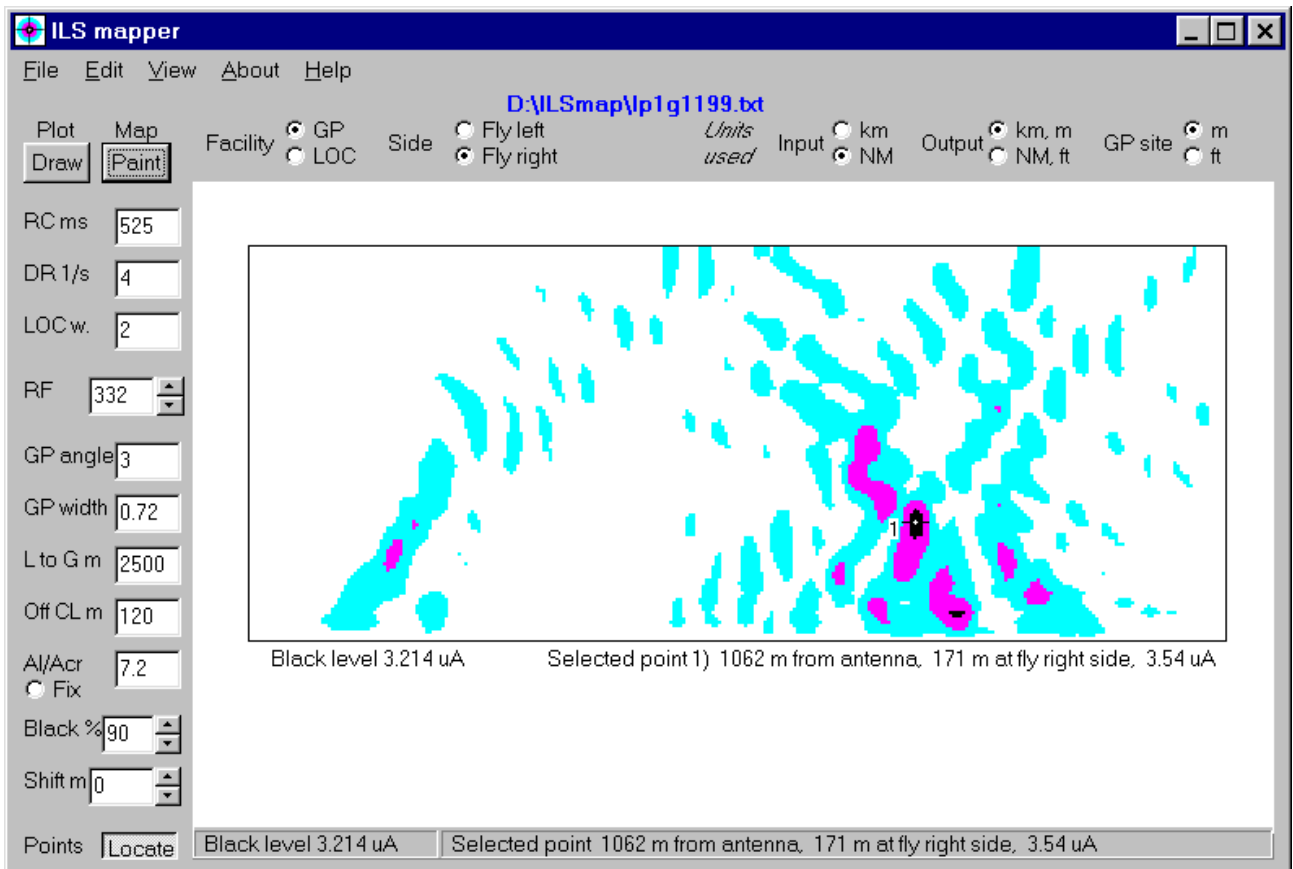 ILS mapper
File Edit View About Help
D:\ILSmap\lp1g1199.txt
Plot Map Facility GP LOC Side Fly left Fly right Units used Input km NM Output km, m NM, ft GP site m ft
Draw Paint
RC ms 525
DR 1/s 4
LOC w. 2
RF 332
GP angle 3
GP width 0.72
L to G m 2500
Off CL m 120
Al/Acr 7.2
Fix
Black % 90
Shift m 0
Points Locate
1
Black level 3.214 uA Selected point 1) 1062 m from antenna, 171 m at fly right side, 3.54 uA
Black level 3.214 uA Selected point 1062 m from antenna, 171 m at fly right side, 3.54 uA